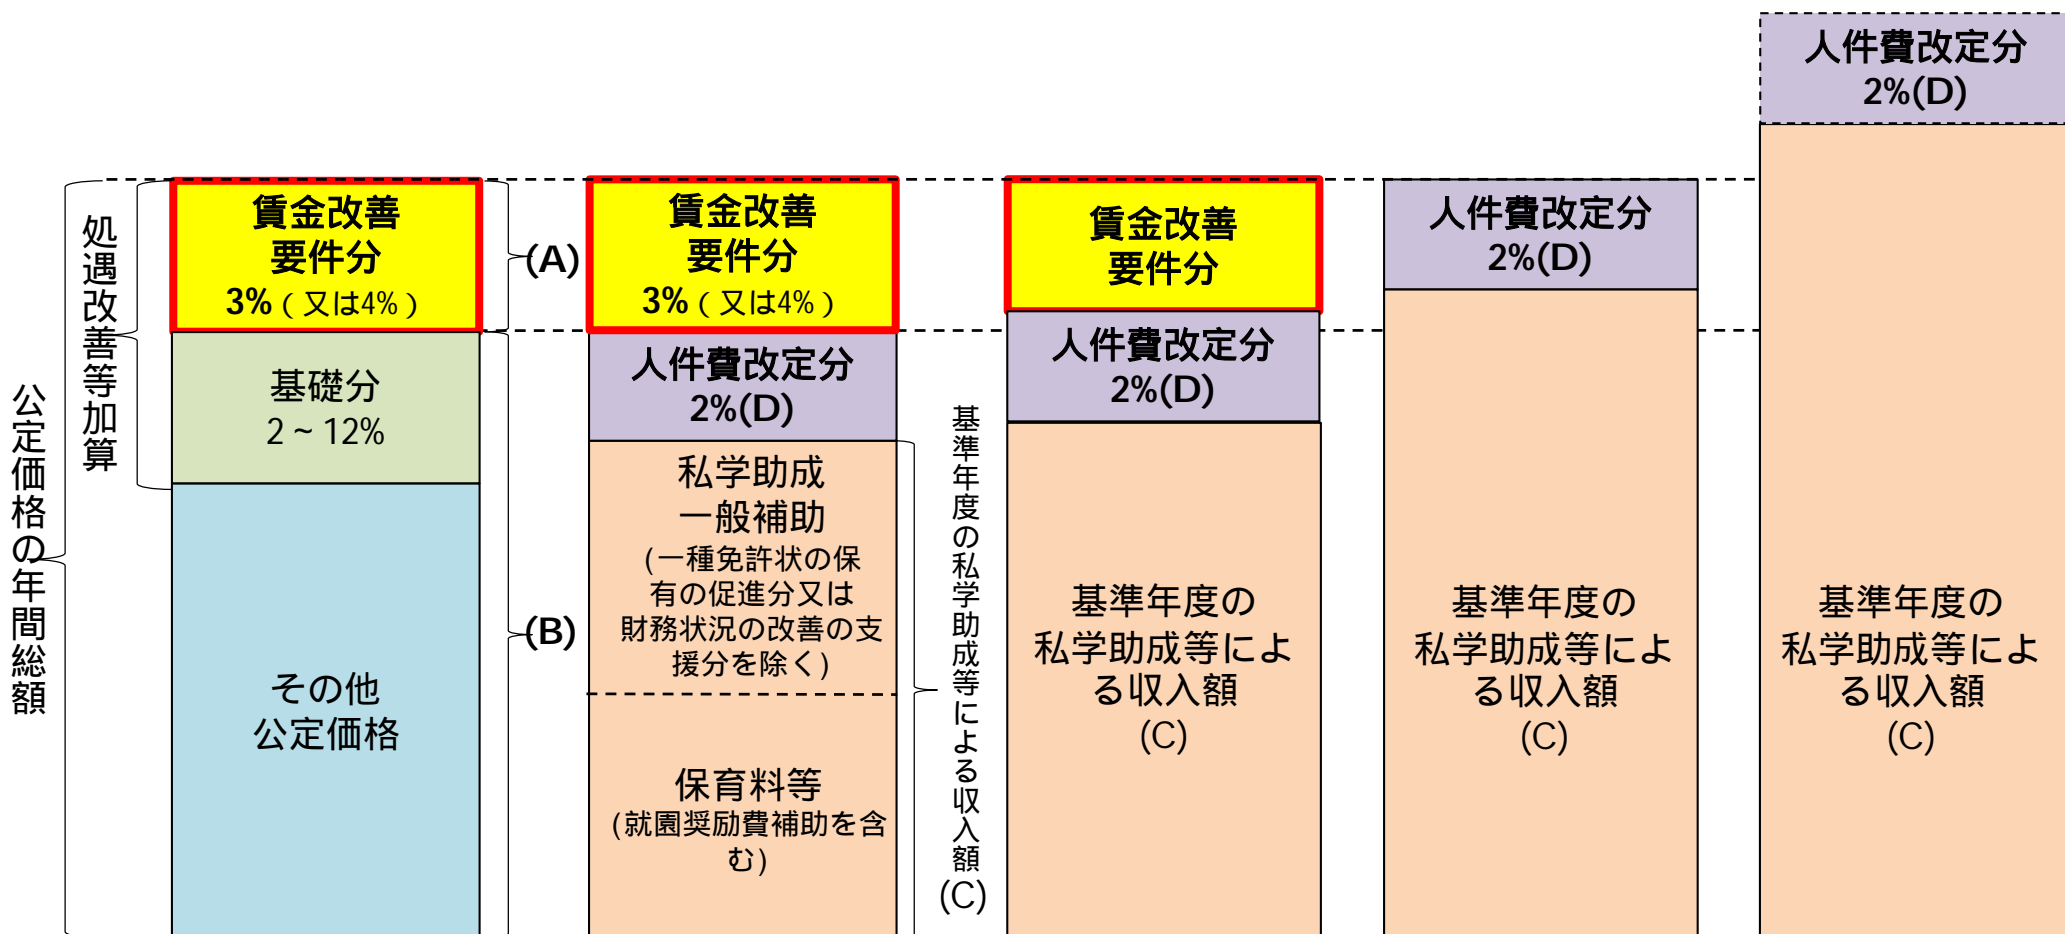 公定価格の年間総額
処遇改善等加算
賃金改善
要件分
3%（又は4%）
基礎分
2～12%
その他
公定価格
(A)
(B)
賃金改善
要件分
3%（又は4%）
人件費改定分
2%(D)
私学助成
一般補助
(一種免許状の保
有の促進分又は
財務状況の改善の支
援分を除く)
保育料等
(就園奨励費補助を含
む)
基準年度の私学助成等による収入額
(C)
賃金改善
要件分
人件費改定分
2%(D)
基準年度の
私学助成等によ
る収入額
(C)
人件費改定分
2%(D)
基準年度の
私学助成等によ
る収入額
(C)
人件費改定分
2%(D)
基準年度の
私学助成等によ
る収入額
(C)